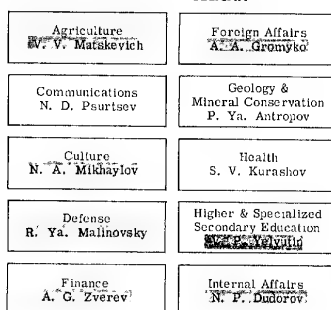 Agriculture
V. V. Matskevich
Foreign Affairs
A. A. Gromyko
Communications
N. D. Psurtsev
Geology &
Mineral Conservation
P. Ya. Antropov
Culture
N. A. Mikhaylov
Health
S. V. Kurashov
Defense
R. Ya. Malinovsky
Higher & Specialized
Secondary Education
V. P. Yelyutin
Finance
A. G. Zverev
Internal Affairs
N. P. Dudorov